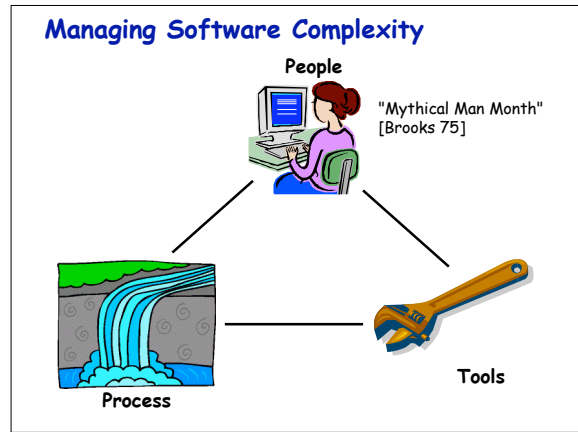 Managing Software Complexity
People
"Mythical Man Month"
[Brooks 75]
Process
Tools